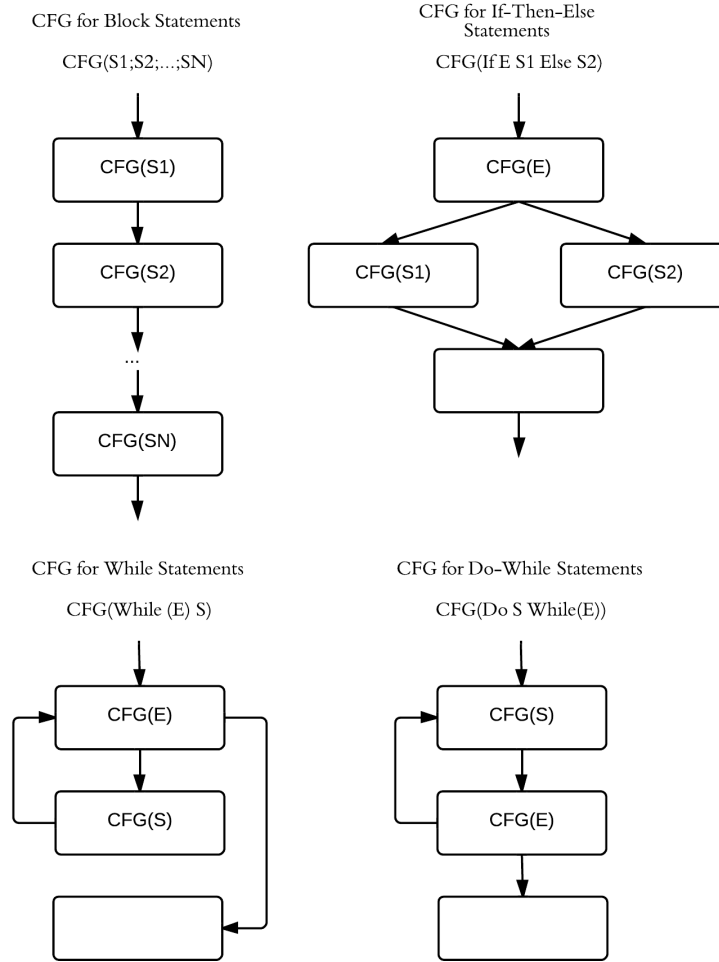 CFG for Block Statements
CFG(S1;S2;...;SN)
CFG(S1)
CFG(S2)
...
CFG(SN)
CFG for If-Then-Else
Statements
CFG(If E S1 Else S2)
CFG(E)
CFG(S1)
CFG(S2)
CFG for While Statements
CFG(While (E) S)
CFG(E)
CFG(S)
CFG for Do-While Statements
CFG(Do S While(E))
CFG(S)
CFG(E)